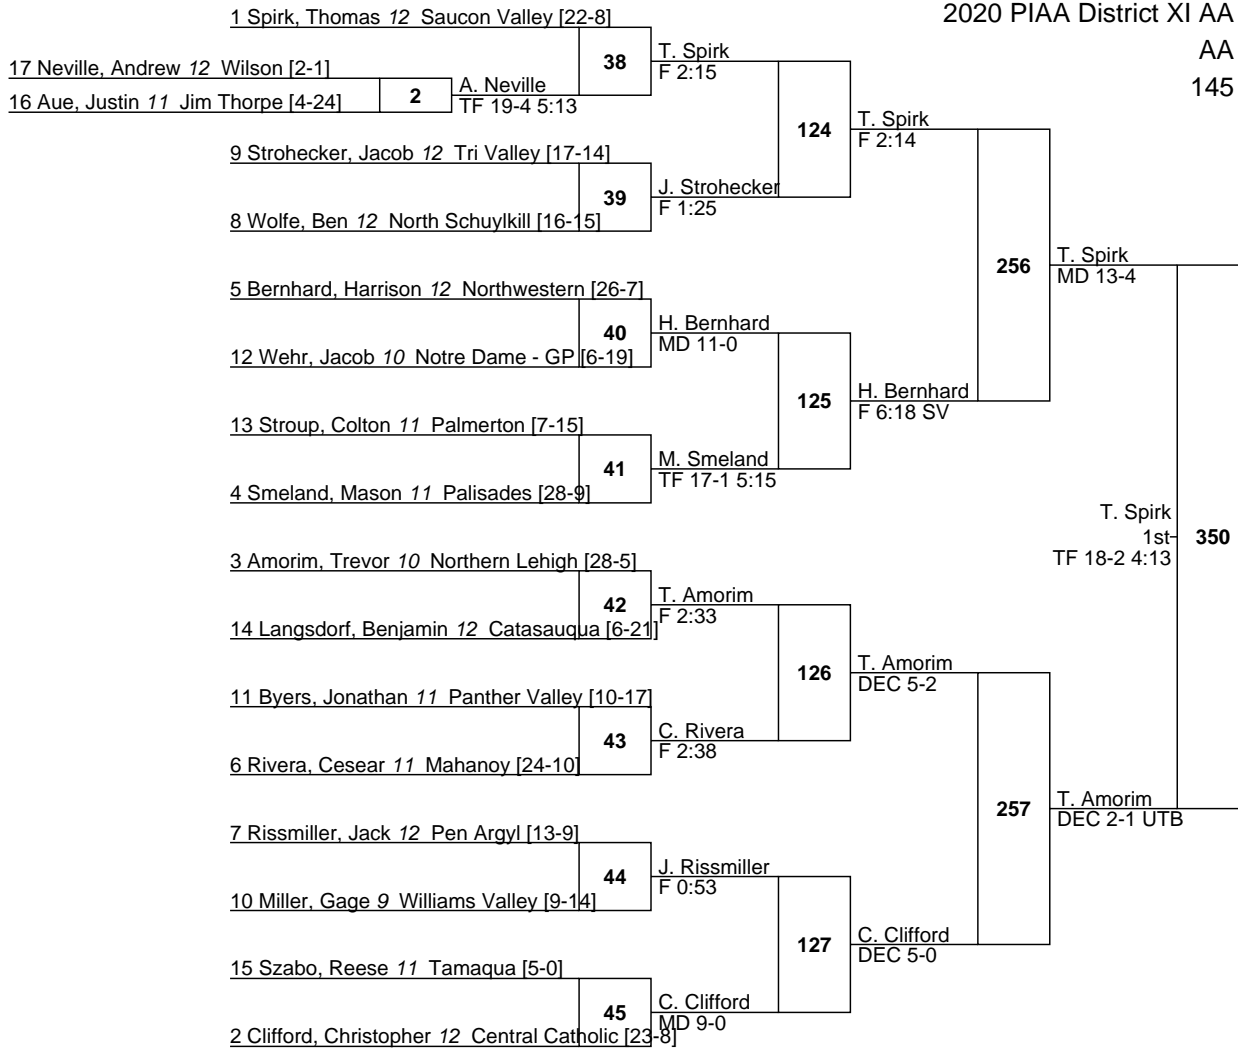 2020 PIAA District XI AA
AA
145
1 Spirk, Thomas 12 Saucon Valley [22-8]
38
T. Spirk
F 2:15
17 Neville, Andrew 12 Wilson [2-1]
2
A. Neville
TF 19-4 5:13
16 Aue, Justin 11 Jim Thorpe [4-24]
124
T. Spirk
F 2:14
9 Strohecker, Jacob 12 Tri Valley [17-14]
39
J. Strohecker
F 1:25
8 Wolfe, Ben 12 North Schuylkill [16-15]
256
T. Spirk
MD 13-4
5 Bernhard, Harrison 12 Northwestern [26-7]
40
H. Bernhard
MD 11-0
12 Wehr, Jacob 10 Notre Dame - GP [6-19]
125
H. Bernhard
F 6:18 SV
13 Stroup, Colton 11 Palmerton [7-15]
41
M. Smeland
TF 17-1 5:15
4 Smeland, Mason 11 Palisades [28-9]
T. Spirk
1st
TF 18-2 4:13
350
3 Amorim, Trevor 10 Northern Lehigh [28-5]
42
T. Amorim
F 2:33
14 Langsdorf, Benjamin 12 Catasauqua [6-21]
126
T. Amorim
DEC 5-2
11 Byers, Jonathan 11 Panther Valley [10-17]
43
C. Rivera
F 2:38
6 Rivera, Cesear 11 Mahanoy [24-10]
257
T. Amorim
DEC 2-1 UTB
7 Rissmiller, Jack 12 Pen Argyl [13-9]
44
J. Rissmiller
F 0:53
10 Miller, Gage 9 Williams Valley [9-14]
127
C. Clifford
DEC 5-0
15 Szabo, Reese 11 Tamaqua [5-0]
45
C. Clifford
MD 9-0
2 Clifford, Christopher 12 Central Catholic [23-8]